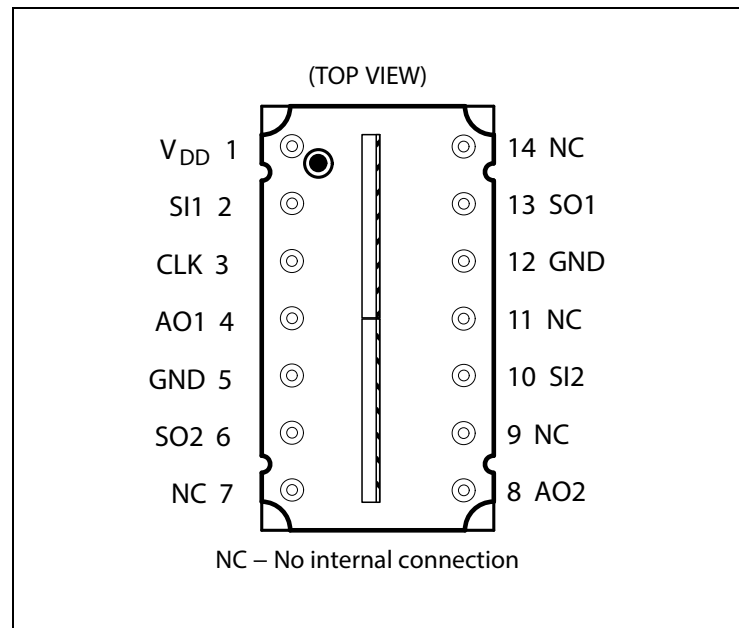 (TOP VIEW)
VDD 1
14 NC
SI1 2
13 SO1
CLK 3
12 GND
AO1 4
11 NC
GND 5
10 SI2
SO2 6
9 NC
NC 7
8 AO2
NC – No internal connection